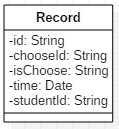 Record
-id: String
-chooseId: String
-isChoose: String
-time: Date
-studentId: String